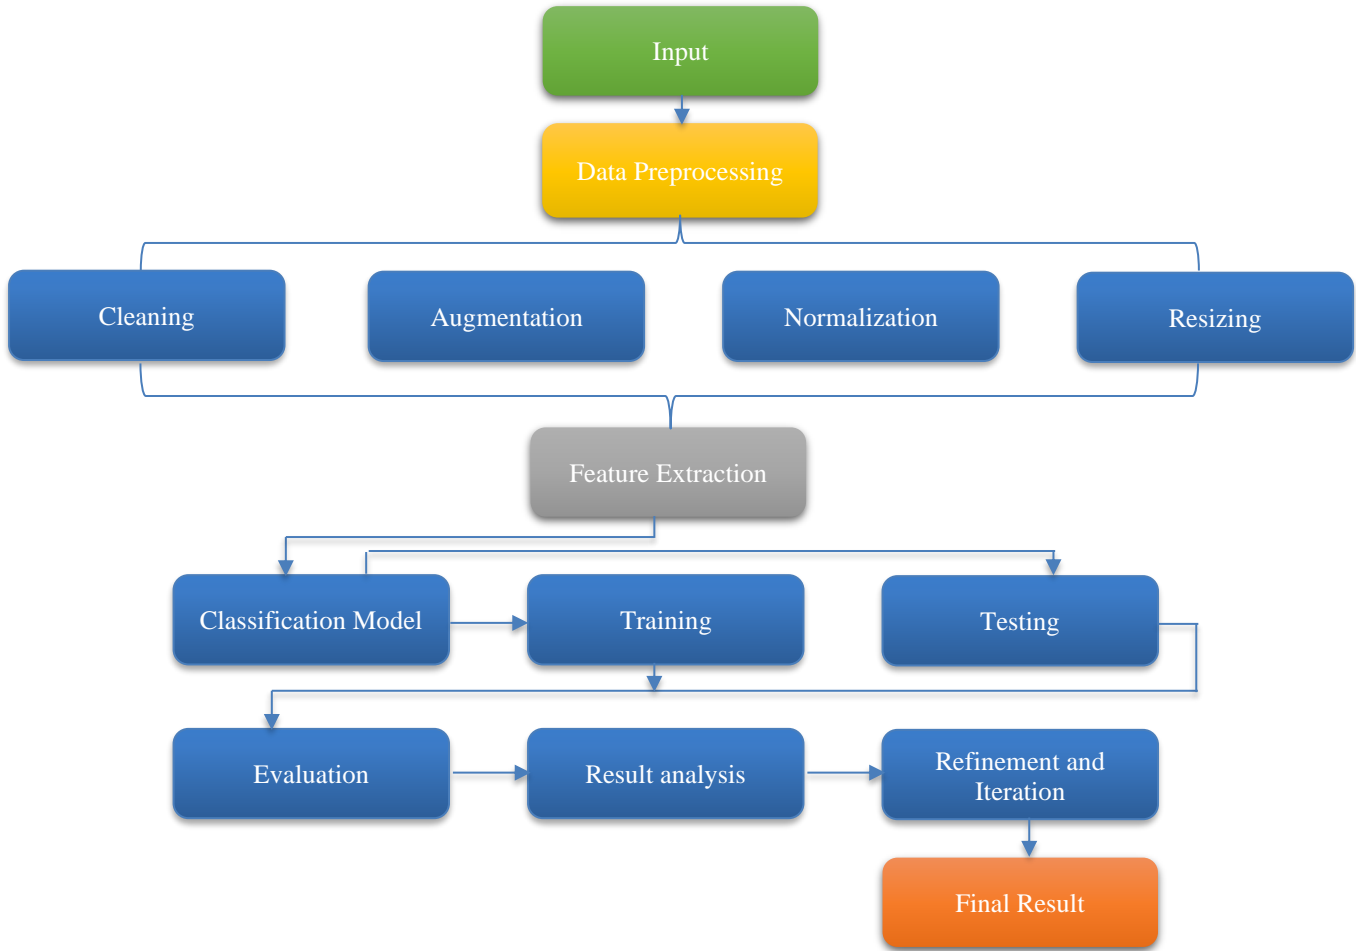 Input
Data Preprocessing
Cleaning
Augmentation
Normalization
Resizing
Feature Extraction
Classification Model
Training
Testing
Evaluation
Result analysis
Refinement and
Iteration
Final Result